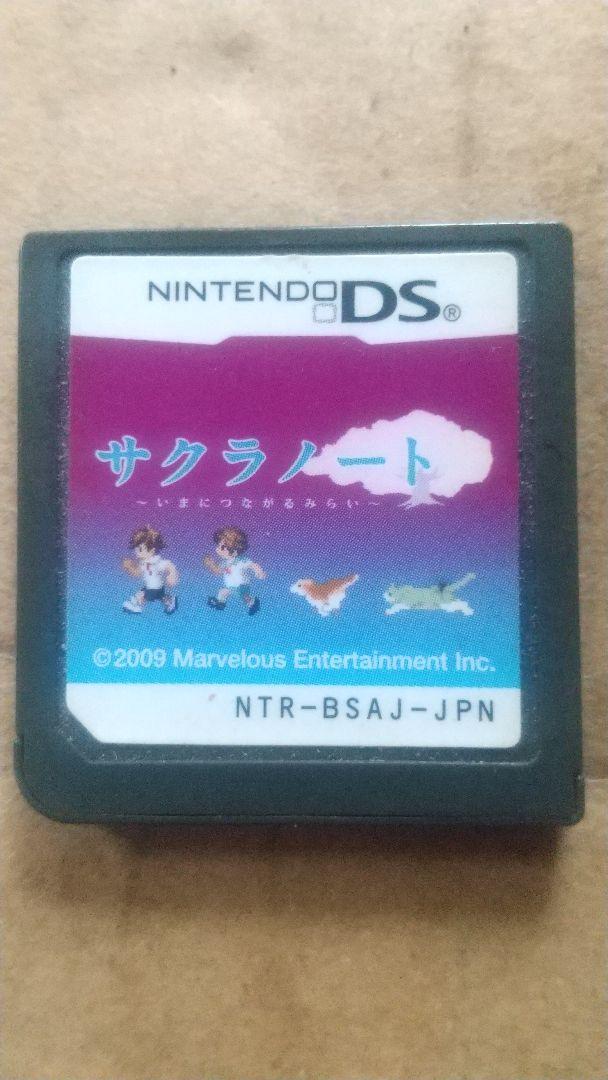 NINTENDO DS®
サクラノート
～いまにつながるみらい～
©2009 Marvelous Entertainment Inc.
NTR-BSAJ-JPN